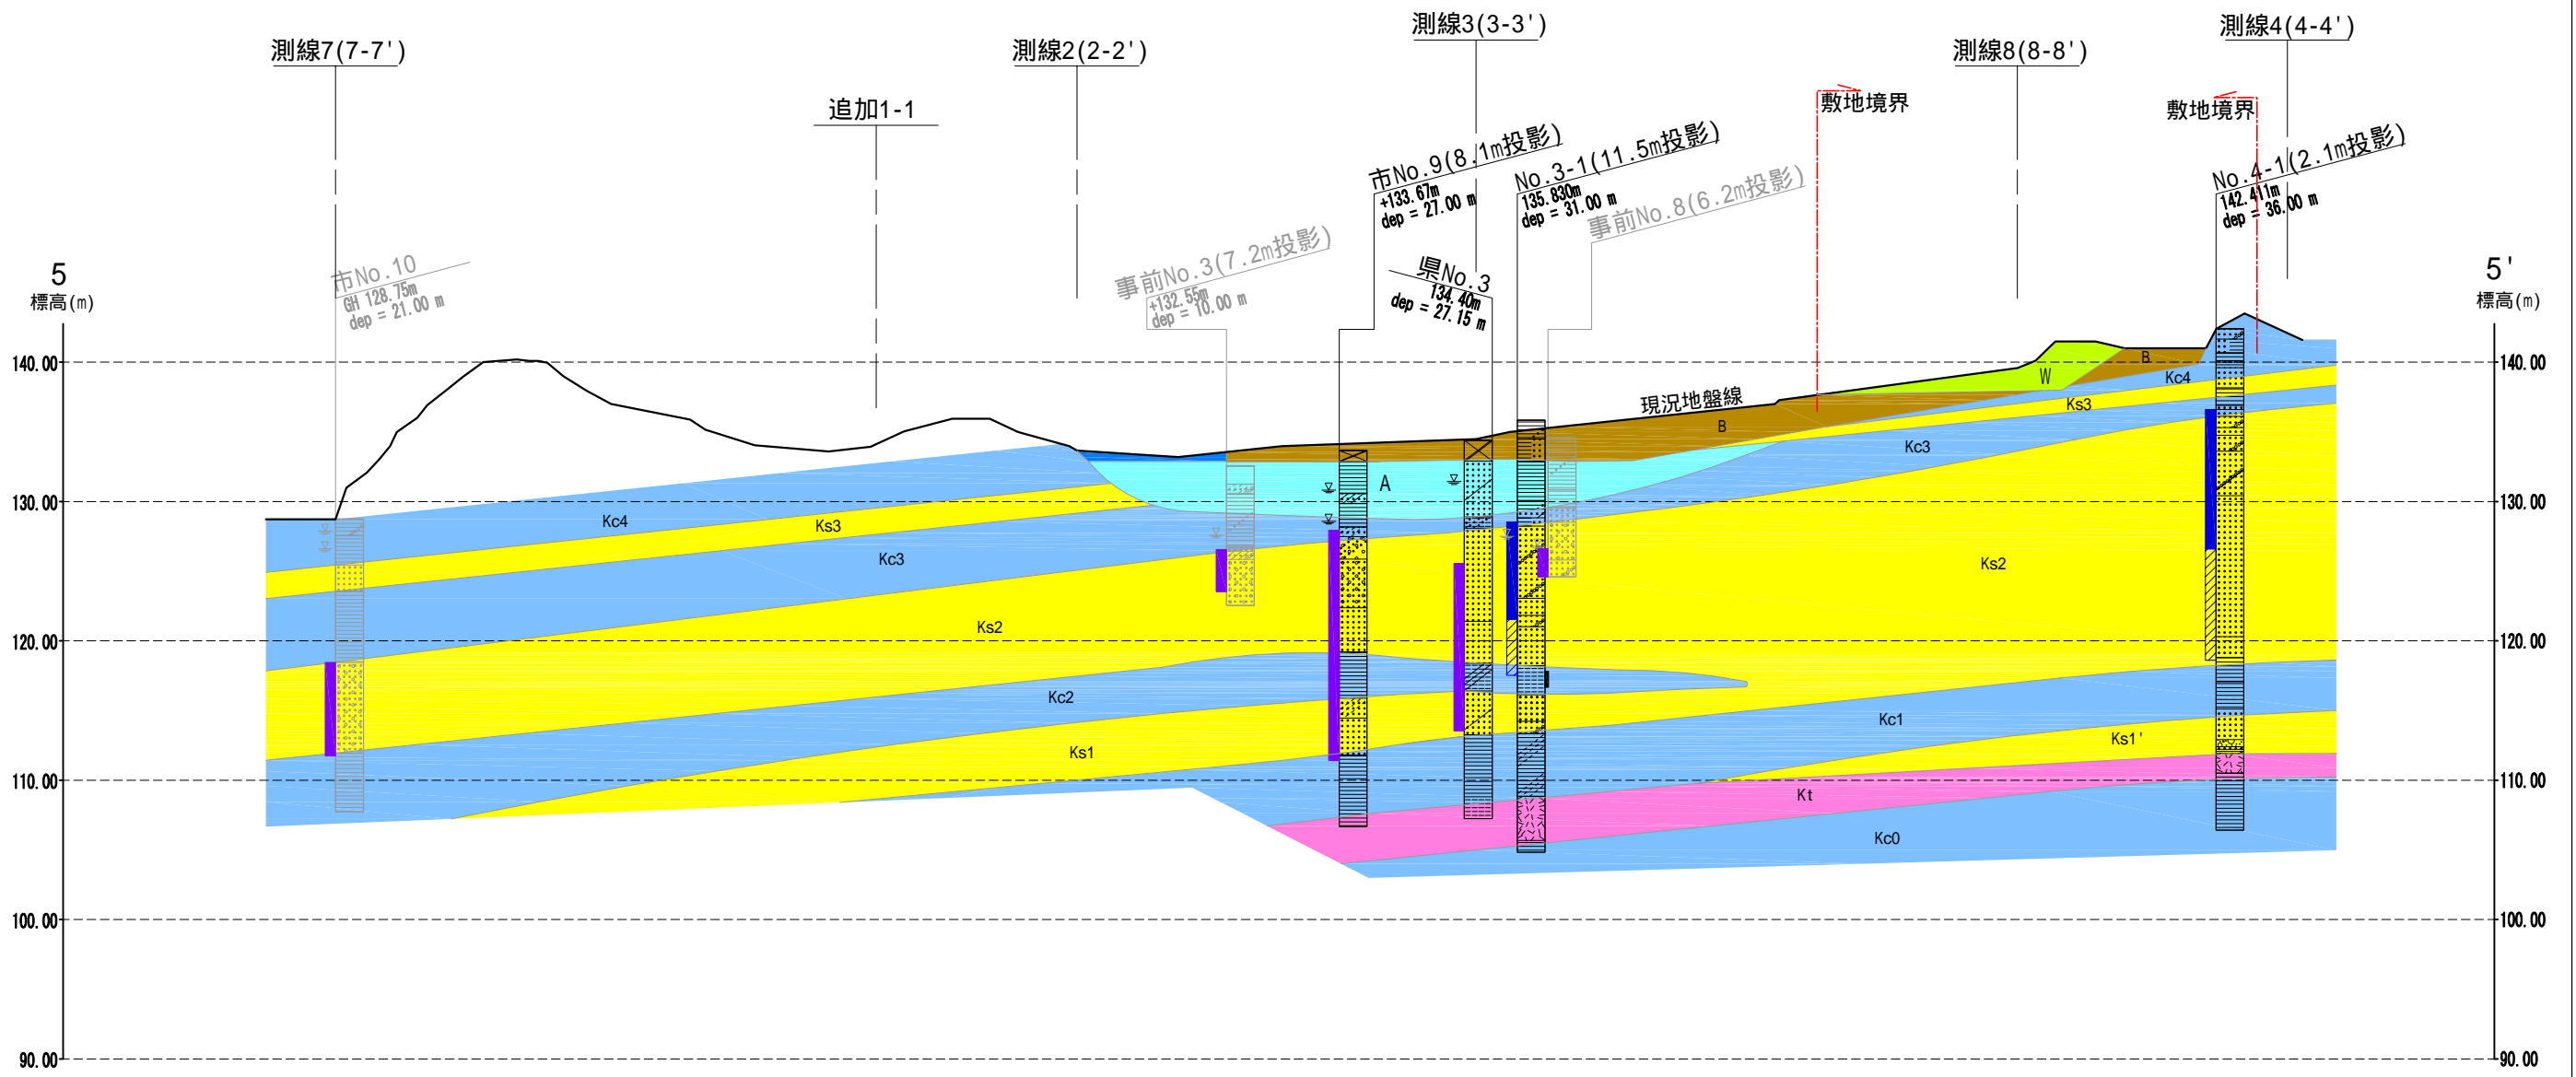 測線7(7-7')
追加1-1
測線2(2-2')
測線3(3-3')
測線8(8-8')
測線4(4-4')
敷地境界
敷地境界
市No.10
GH 128.75m
dep = 21.00 m
事前No.3(7.2m投影)
+132.55m
dep = 10.00 m
市No.9(8.1m投影)
+133.67m
dep = 27.00 m
県No.3
134.40m
dep = 27.15 m
No.3-1(11.5m投影)
135.830m
dep = 31.00 m
事前No.8(6.2m投影)
No.4-1(2.1m投影)
142.411m
dep = 36.00 m
5
標高(m)
5'
標高(m)
140.00
130.00
120.00
110.00
100.00
90.00
140.00
130.00
120.00
110.00
100.00
90.00
現況地盤線
B
W
B
Kc4
Ks3
Kc3
A
Kc4
Ks3
Kc3
Ks2
Ks2
Kc2
Kc1
Ks1
Ks1'
Kt
Kc0